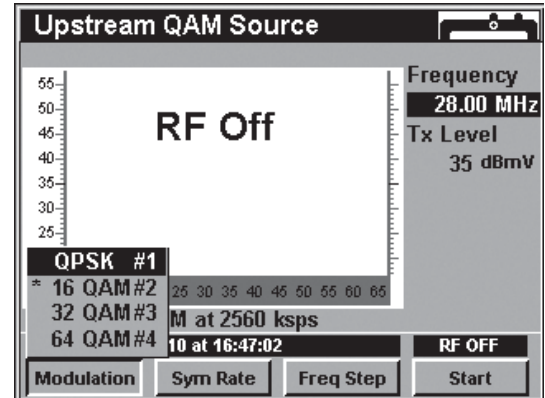 Upstream QAM Source
Frequency
28.00 MHz
Tx Level
35 dBmV
RF Off
55
50
45
40
35
30
25
25 30 35 40 45 50 55 60 65
QPSK #1
* 16 QAM #2
32 QAM #3
64 QAM #4
M at 2560 ksps
10 at 16:47:02
RF OFF
Modulation
Sym Rate
Freq Step
Start